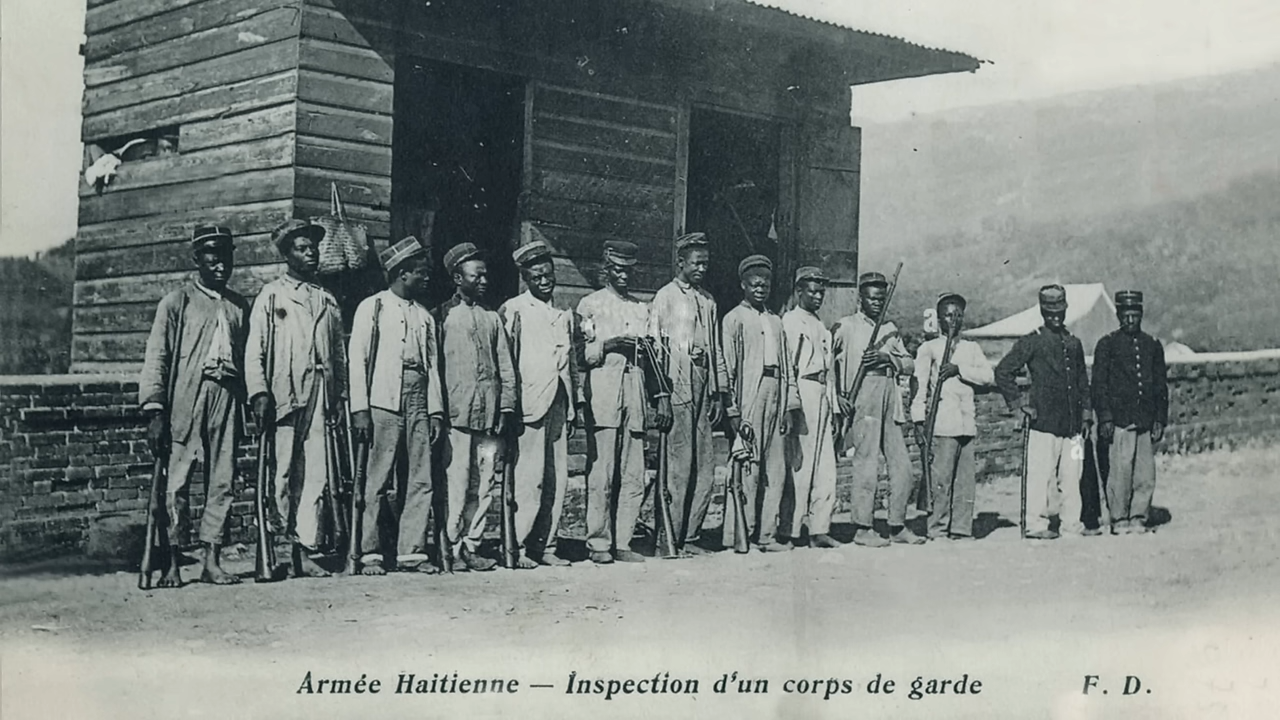 Armée Haitienne — Inspection d'un corps de garde F. D.